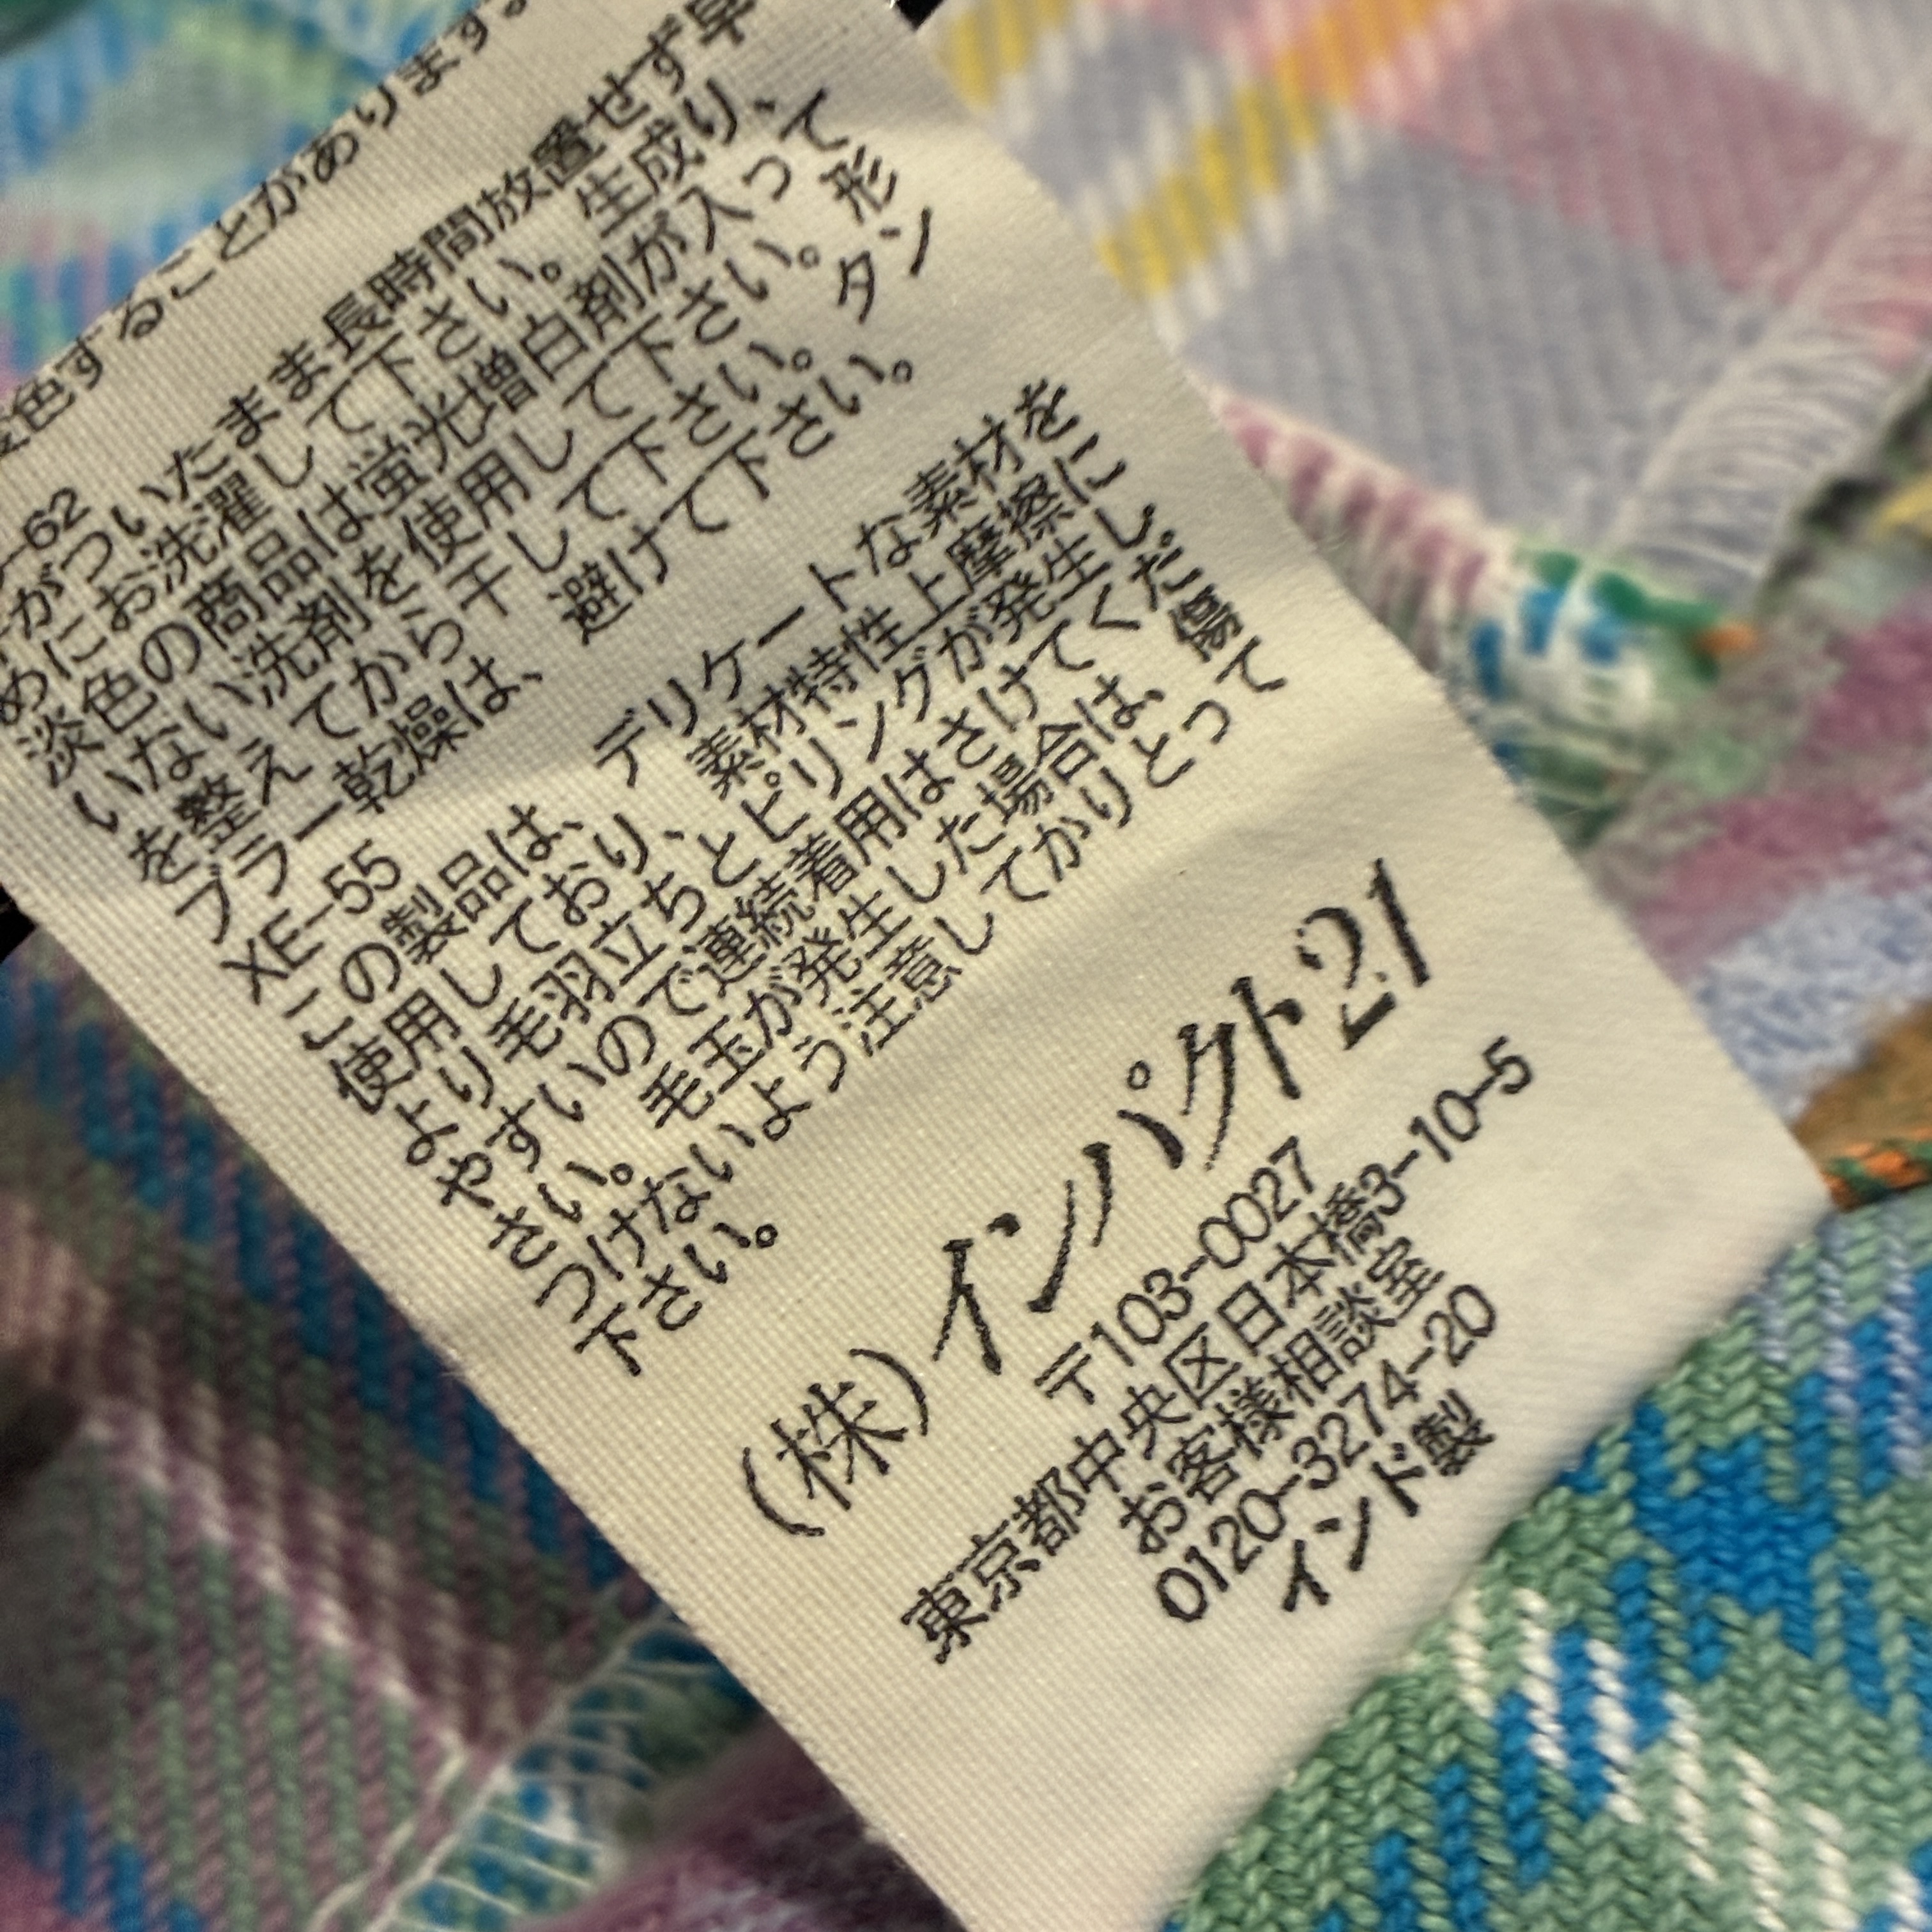 色することがあります。
-62
がついたまま長時間放置せず早
めにお洗濯して下さい。生成り、
淡色の商品は蛍光増白剤が入って
いない洗剤を使用して下さい。形
を整えてから干して下さい。タン
ブラー乾燥は、避けて下さい。
XE-55
この製品は、デリケートな素材を
使用しており、素材特性上摩擦に
より毛羽立ちとピリングが発生し
やすいので連続着用はさけてくだ
さい。毛玉が発生した場合は、傷
つけないよう注意してかりとって
下さい。
(株)インパクト21
〒103-0027
東京都中央区日本橋3-10-5
お客様相談室
0120-3274-20
インド製